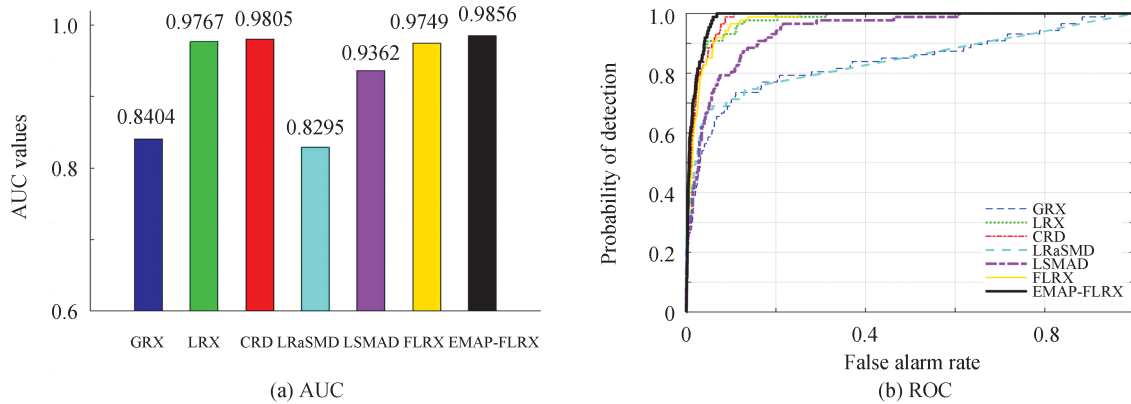 AUC values
1.0
0.8
0.6
0.8404
0.9767
0.9805
0.8295
0.9362
0.9749
0.9856
GRX LRX CRD LRaSMD LSMAD FLRX EMAP-FLRX
(a) AUC
Probability of detection
1.0
0.8
0.6
0.4
0.2
0
0 0.4 0.8
GRX
LRX
CRD
LRaSMD
LSMAD
FLRX
EMAP-FLRX
False alarm rate
(b) ROC